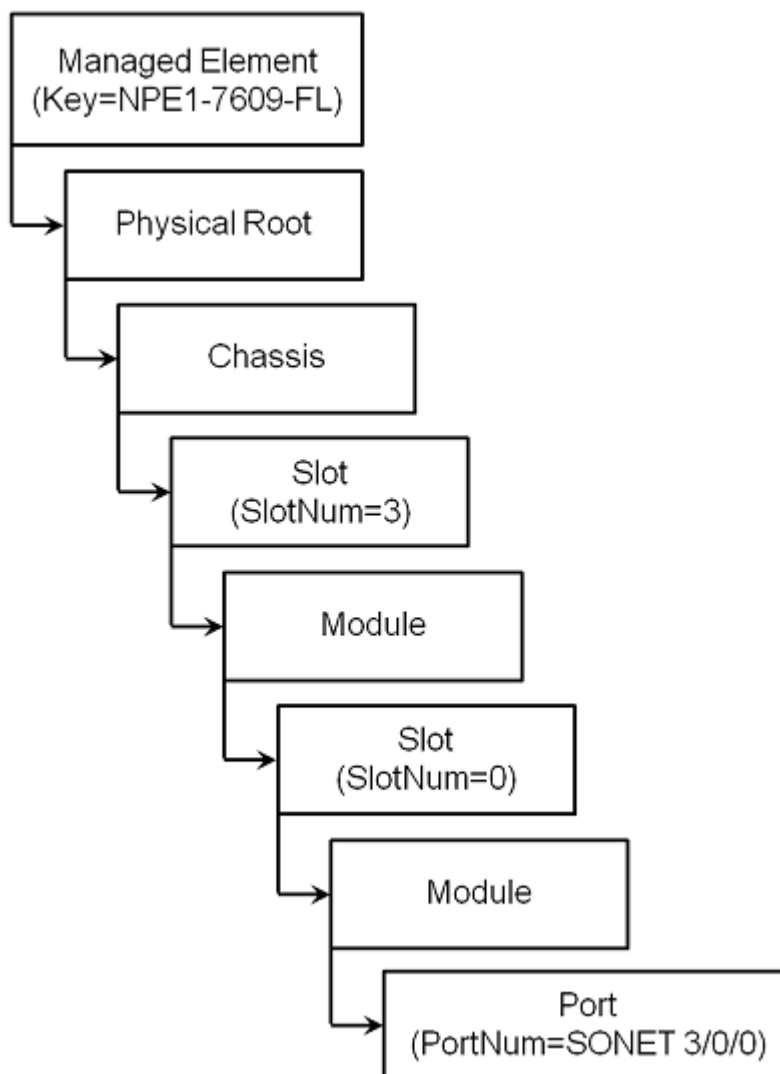 Managed Element
(Key=NPE1-7609-FL)
Physical Root
Chassis
Slot
(SlotNum=3)
Module
Slot
(SlotNum=0)
Module
Port
(PortNum=SONET 3/0/0)